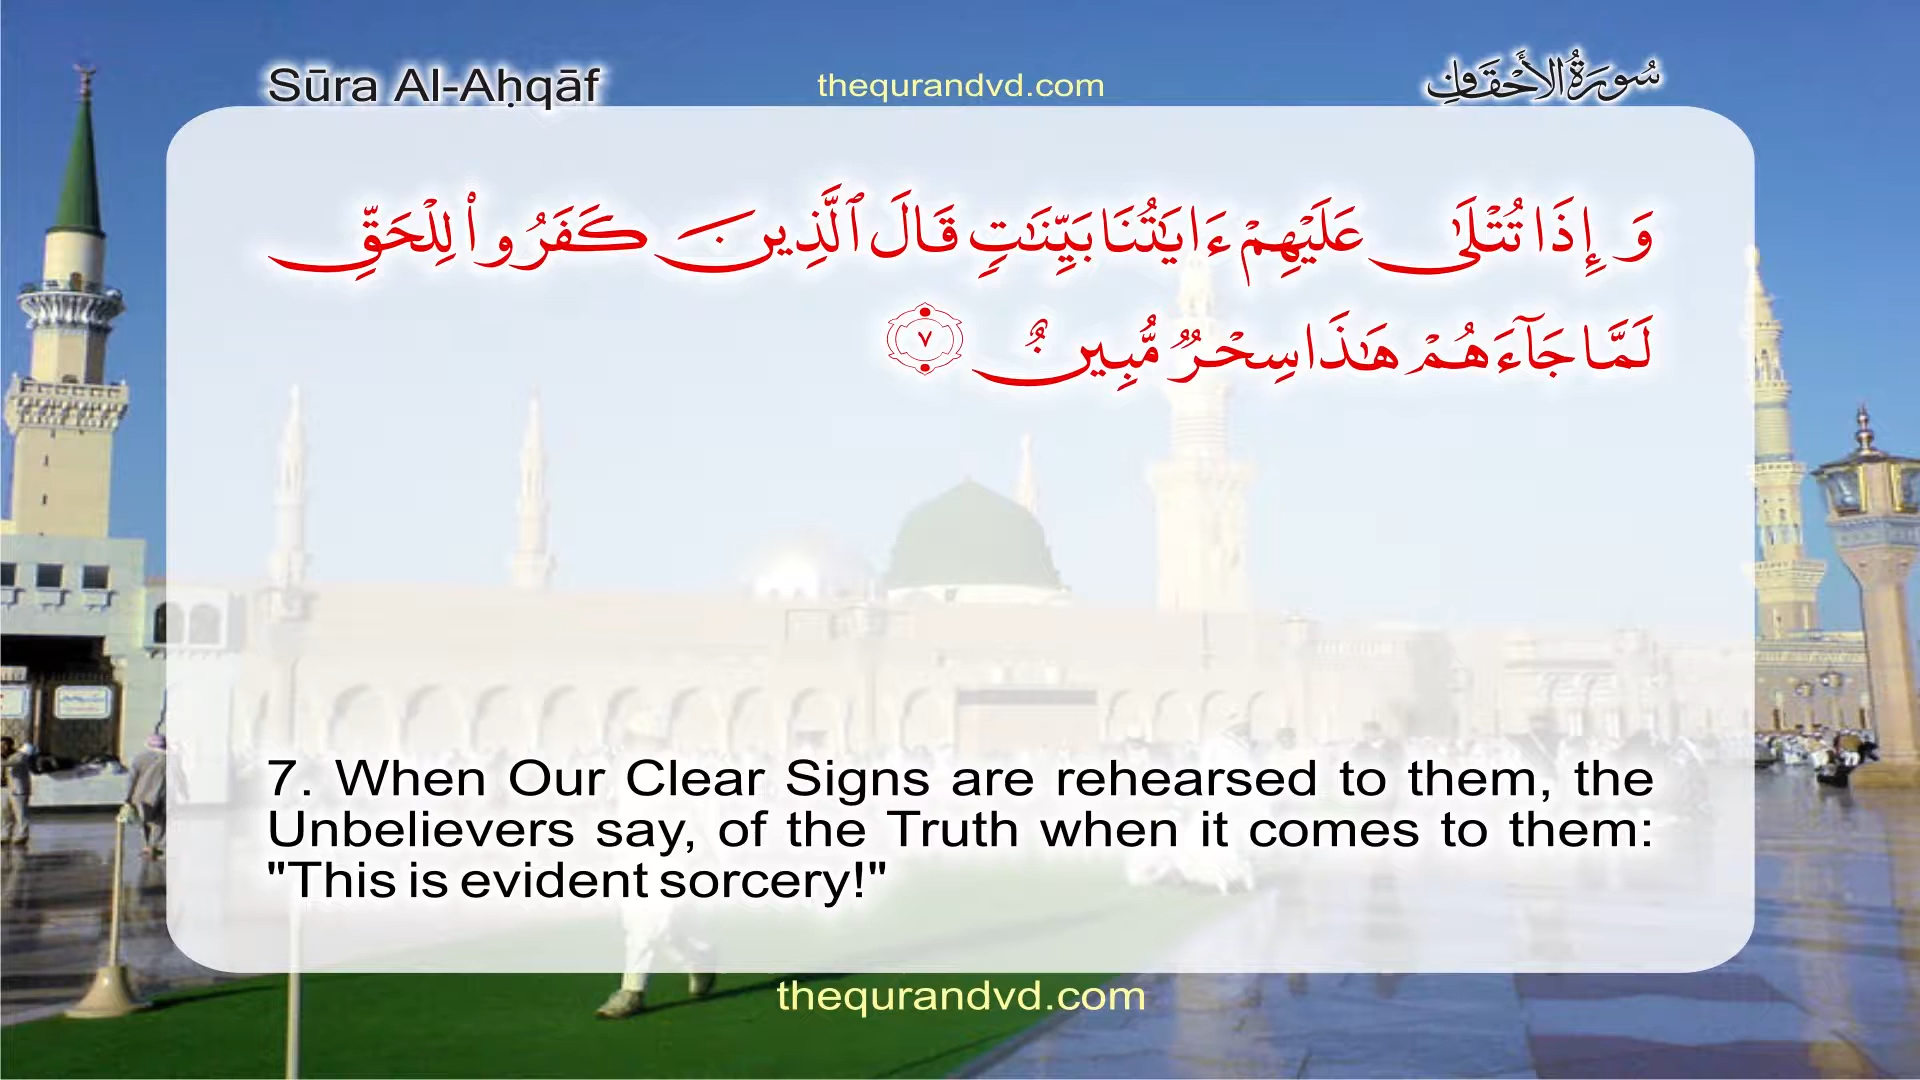 Sūra Al-Aḥqāf
thequrandvd.com
سُورَةُ الأَحْقَافِ
وَإِذَا تُتْلَىٰ عَلَيْهِمْ ءَايَـٰتُنَا بَيِّنَـٰتٍ قَالَ ٱلَّذِينَ كَفَرُوا۟ لِلْحَقِّ
لَمَّا جَآءَهُمْ هَـٰذَا سِحْرٌ مُّبِينٌ ٧
7. When Our Clear Signs are rehearsed to them, the
Unbelievers say, of the Truth when it comes to them:
"This is evident sorcery!"
thequrandvd.com